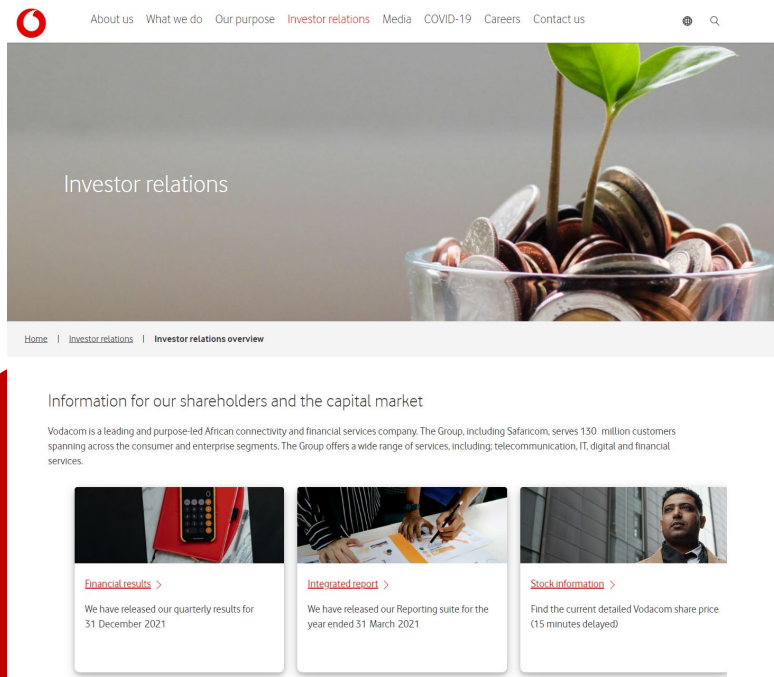 About us What we do Our purpose Investor relations Media COVID-19 Careers Contact us
Investor relations
Home | Investor relations | Investor relations overview
Information for our shareholders and the capital market
Vodacom is a leading and purpose-led African connectivity and financial services company. The Group, including Safaricom, serves 130 million customers
spanning across the consumer and enterprise segments. The Group offers a wide range of services, including; telecommunication, IT, digital and financial
services.
Financial results >
We have released our quarterly results for
31 December 2021
Integrated report >
We have released our Reporting suite for the
year ended 31 March 2021
Stock information >
Find the current detailed Vodacom share price
(15 minutes delayed)